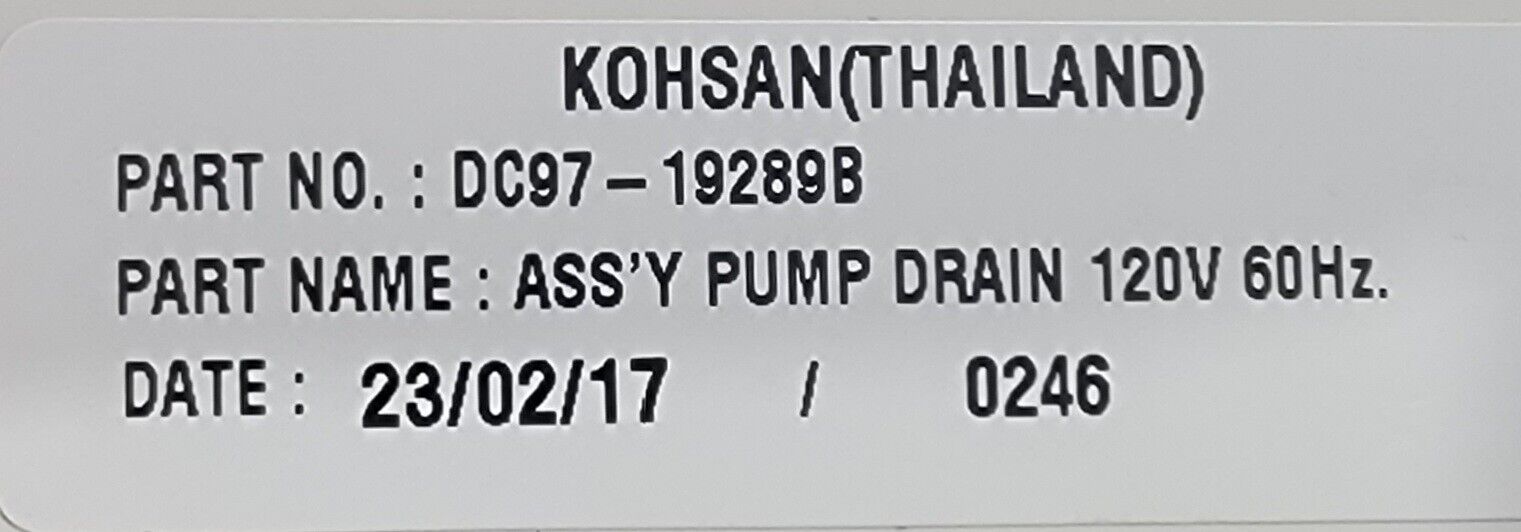 KOHSAN(THAILAND)
PART NO. : DC97-19289B
PART NAME : ASS'Y PUMP DRAIN 120V 60Hz.
DATE : 23/02/17 / 0246